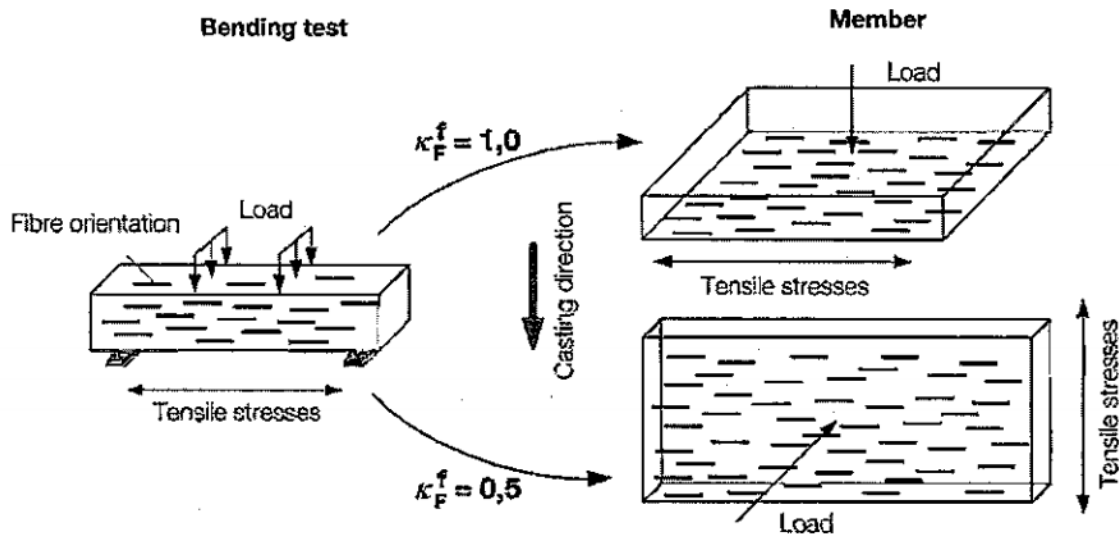 Bending test
Member
Load
κ_F^f = 1,0
Fibre orientation
Load
Casting direction
Tensile stresses
Tensile stresses
Tensile stresses
κ_F^f = 0,5
Load